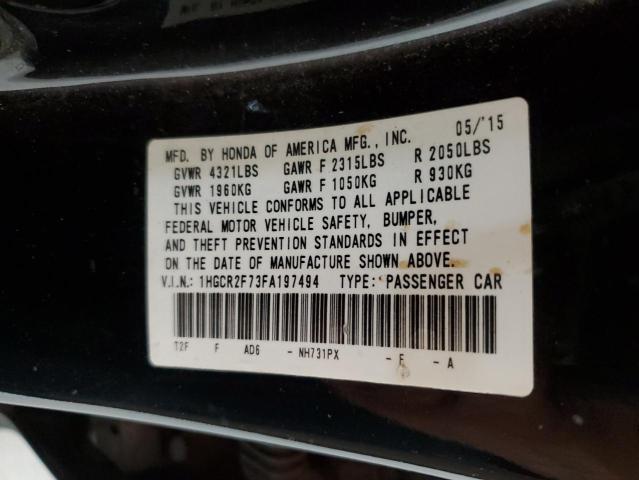 MFD. BY HONDA OF AMERICA MFG., INC. 05/'15
GVWR 4321LBS GAWR F 2315LBS R 2050LBS
GVWR 1960KG GAWR F 1050KG R 930KG
THIS VEHICLE CONFORMS TO ALL APPLICABLE
FEDERAL MOTOR VEHICLE SAFETY, BUMPER,
AND THEFT PREVENTION STANDARDS IN EFFECT
ON THE DATE OF MANUFACTURE SHOWN ABOVE.
V.I.N.: 1HGCR2F73FA197494 TYPE: PASSENGER CAR
T2F F AD6 - NH731PX - F - A